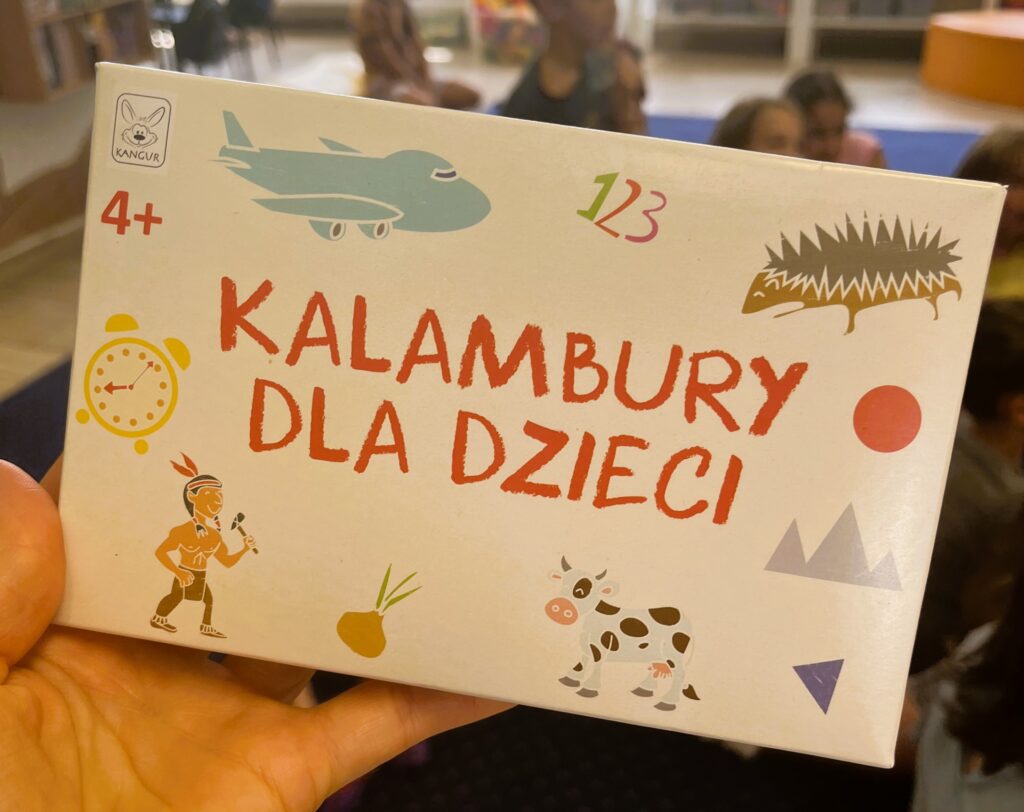 KANGUR
4+
123
KALAMBURY
DLA DZIECI